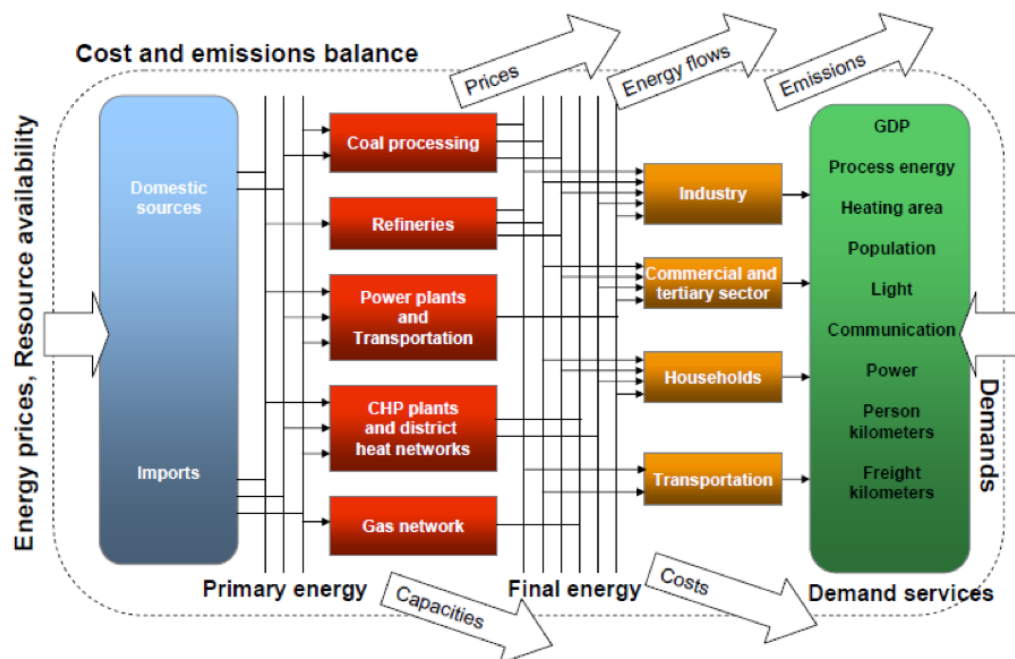 Cost and emissions balance
Prices
Energy flows
Emissions
Energy prices, Resource availability
Domestic
sources
Imports
Primary energy
Coal processing
Refineries
Power plants
and
Transportation
CHP plants
and district
heat networks
Gas network
Capacities
Final energy
Industry
Commercial and
tertiary sector
Households
Transportation
Costs
GDP
Process energy
Heating area
Population
Light
Communication
Power
Person
kilometers
Freight
kilometers
Demand services
Demands